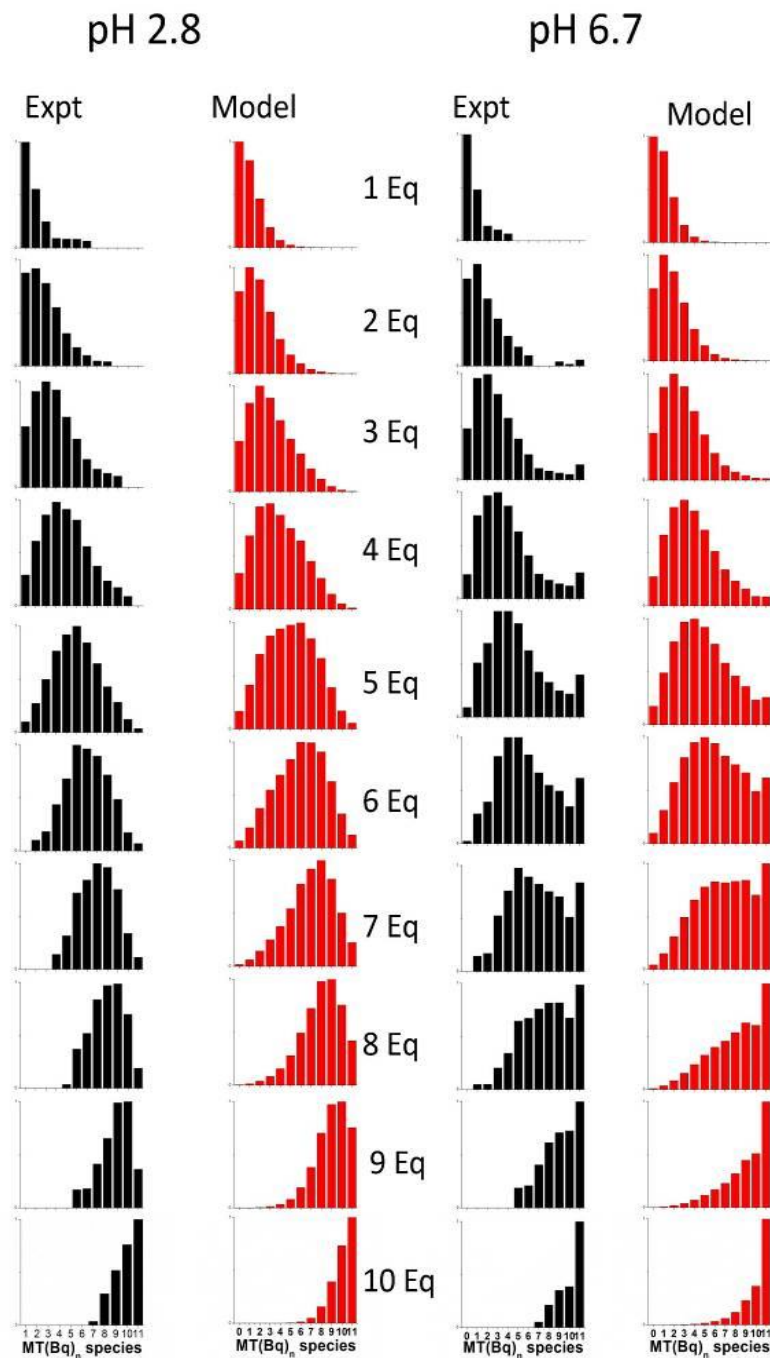 pH 2.8 pH 6.7
Expt Model Expt Model
1 Eq
2 Eq
3 Eq
4 Eq
5 Eq
6 Eq
7 Eq
8 Eq
9 Eq
10 Eq
1 2 3 4 5 6 7 8 9 10 11 0 1 2 3 4 5 6 7 8 9 10 11 0 1 2 3 4 5 6 7 8 9 10 11 0 1 2 3 4 5 6 7 8 9 10 11
MT(Bq)n species MT(Bq)n species MT(Bq)n species MT(Bq)n species